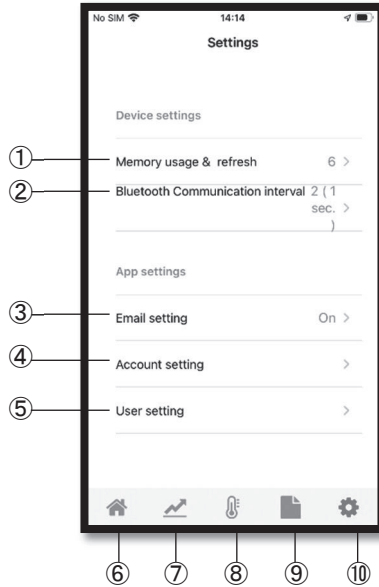 No SIM 14:14
Settings
Device settings
① Memory usage & refresh 6 >
② Bluetooth Communication interval 2 ( 1
sec. >
)
App settings
③ Email setting On >
④ Account setting >
⑤ User setting >
⑥ ⑦ ⑧ ⑨ ⑩